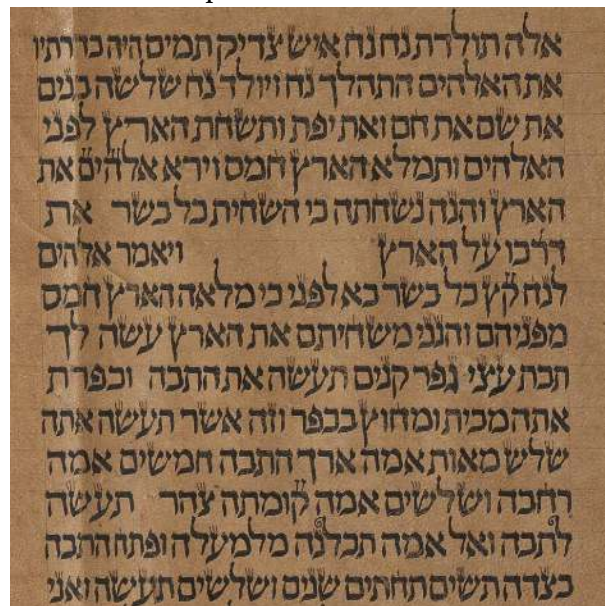 אלה תולדת נח נח איש צדיק תמים היה בדרתיו
את האלהים התהלך נח ויולד נח שלשה בנים
את שם את חם ואת יפת ותשחת הארץ לפני
האלהים ותמלא הארץ חמס וירא אלהים את
הארץ והנה נשחתה כי השחית כל בשר את
דרכו על הארץ ויאמר אלהים
לנח קץ כל בשר בא לפני כי מלאה הארץ חמס
מפניהם והנני משחיתם את הארץ עשה לך
תבת עצי גפר קנים תעשה את התבה וכפרת
אתה מבית ומחוץ בכפר וזה אשר תעשה אתה
שלש מאות אמה ארך התבה חמשים אמה
רחבה ושלשים אמה קומתה צהר תעשה
לתבה ואל אמה תכלנה מלמעלה ופתח התבה
בצדה תשים תחתים שנים ושלשים תעשה ואני